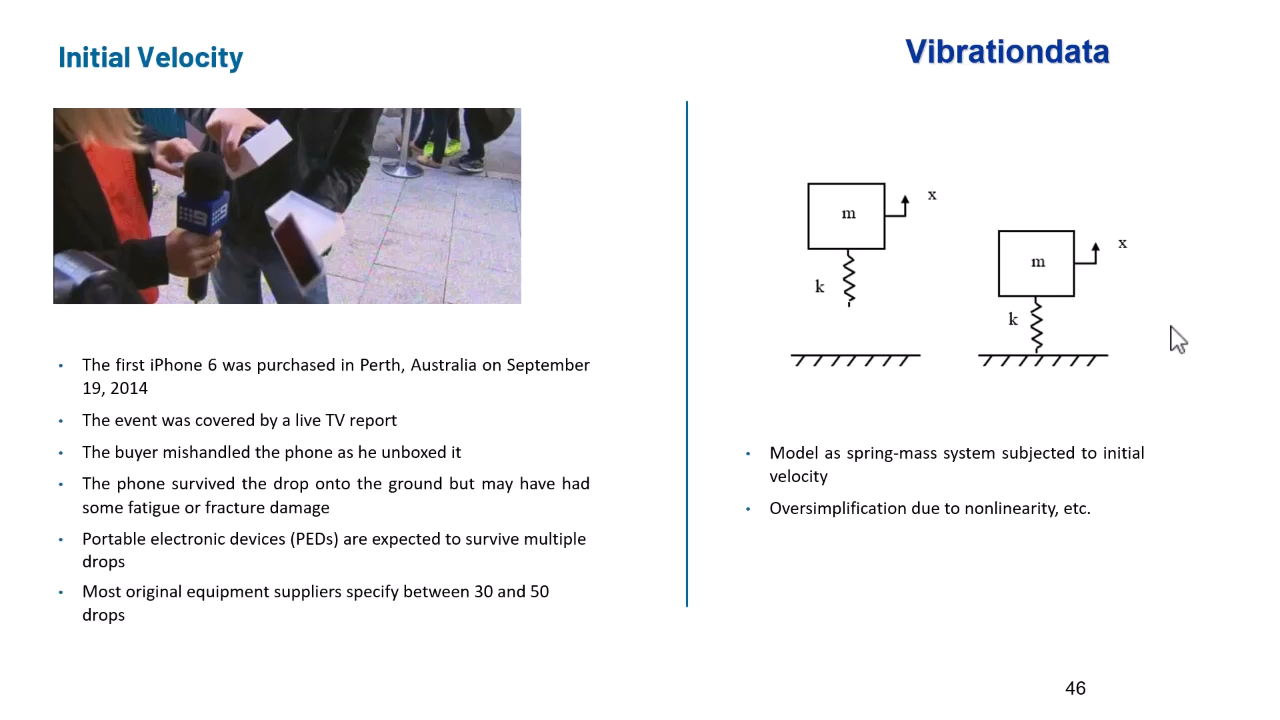 Initial Velocity
Vibrationdata
9 9
• The first iPhone 6 was purchased in Perth, Australia on September
19, 2014
• The event was covered by a live TV report
• The buyer mishandled the phone as he unboxed it
• The phone survived the drop onto the ground but may have had
some fatigue or fracture damage
• Portable electronic devices (PEDs) are expected to survive multiple
drops
• Most original equipment suppliers specify between 30 and 50
drops
m
x
k
m
x
k
• Model as spring-mass system subjected to initial
velocity
• Oversimplification due to nonlinearity, etc.
46